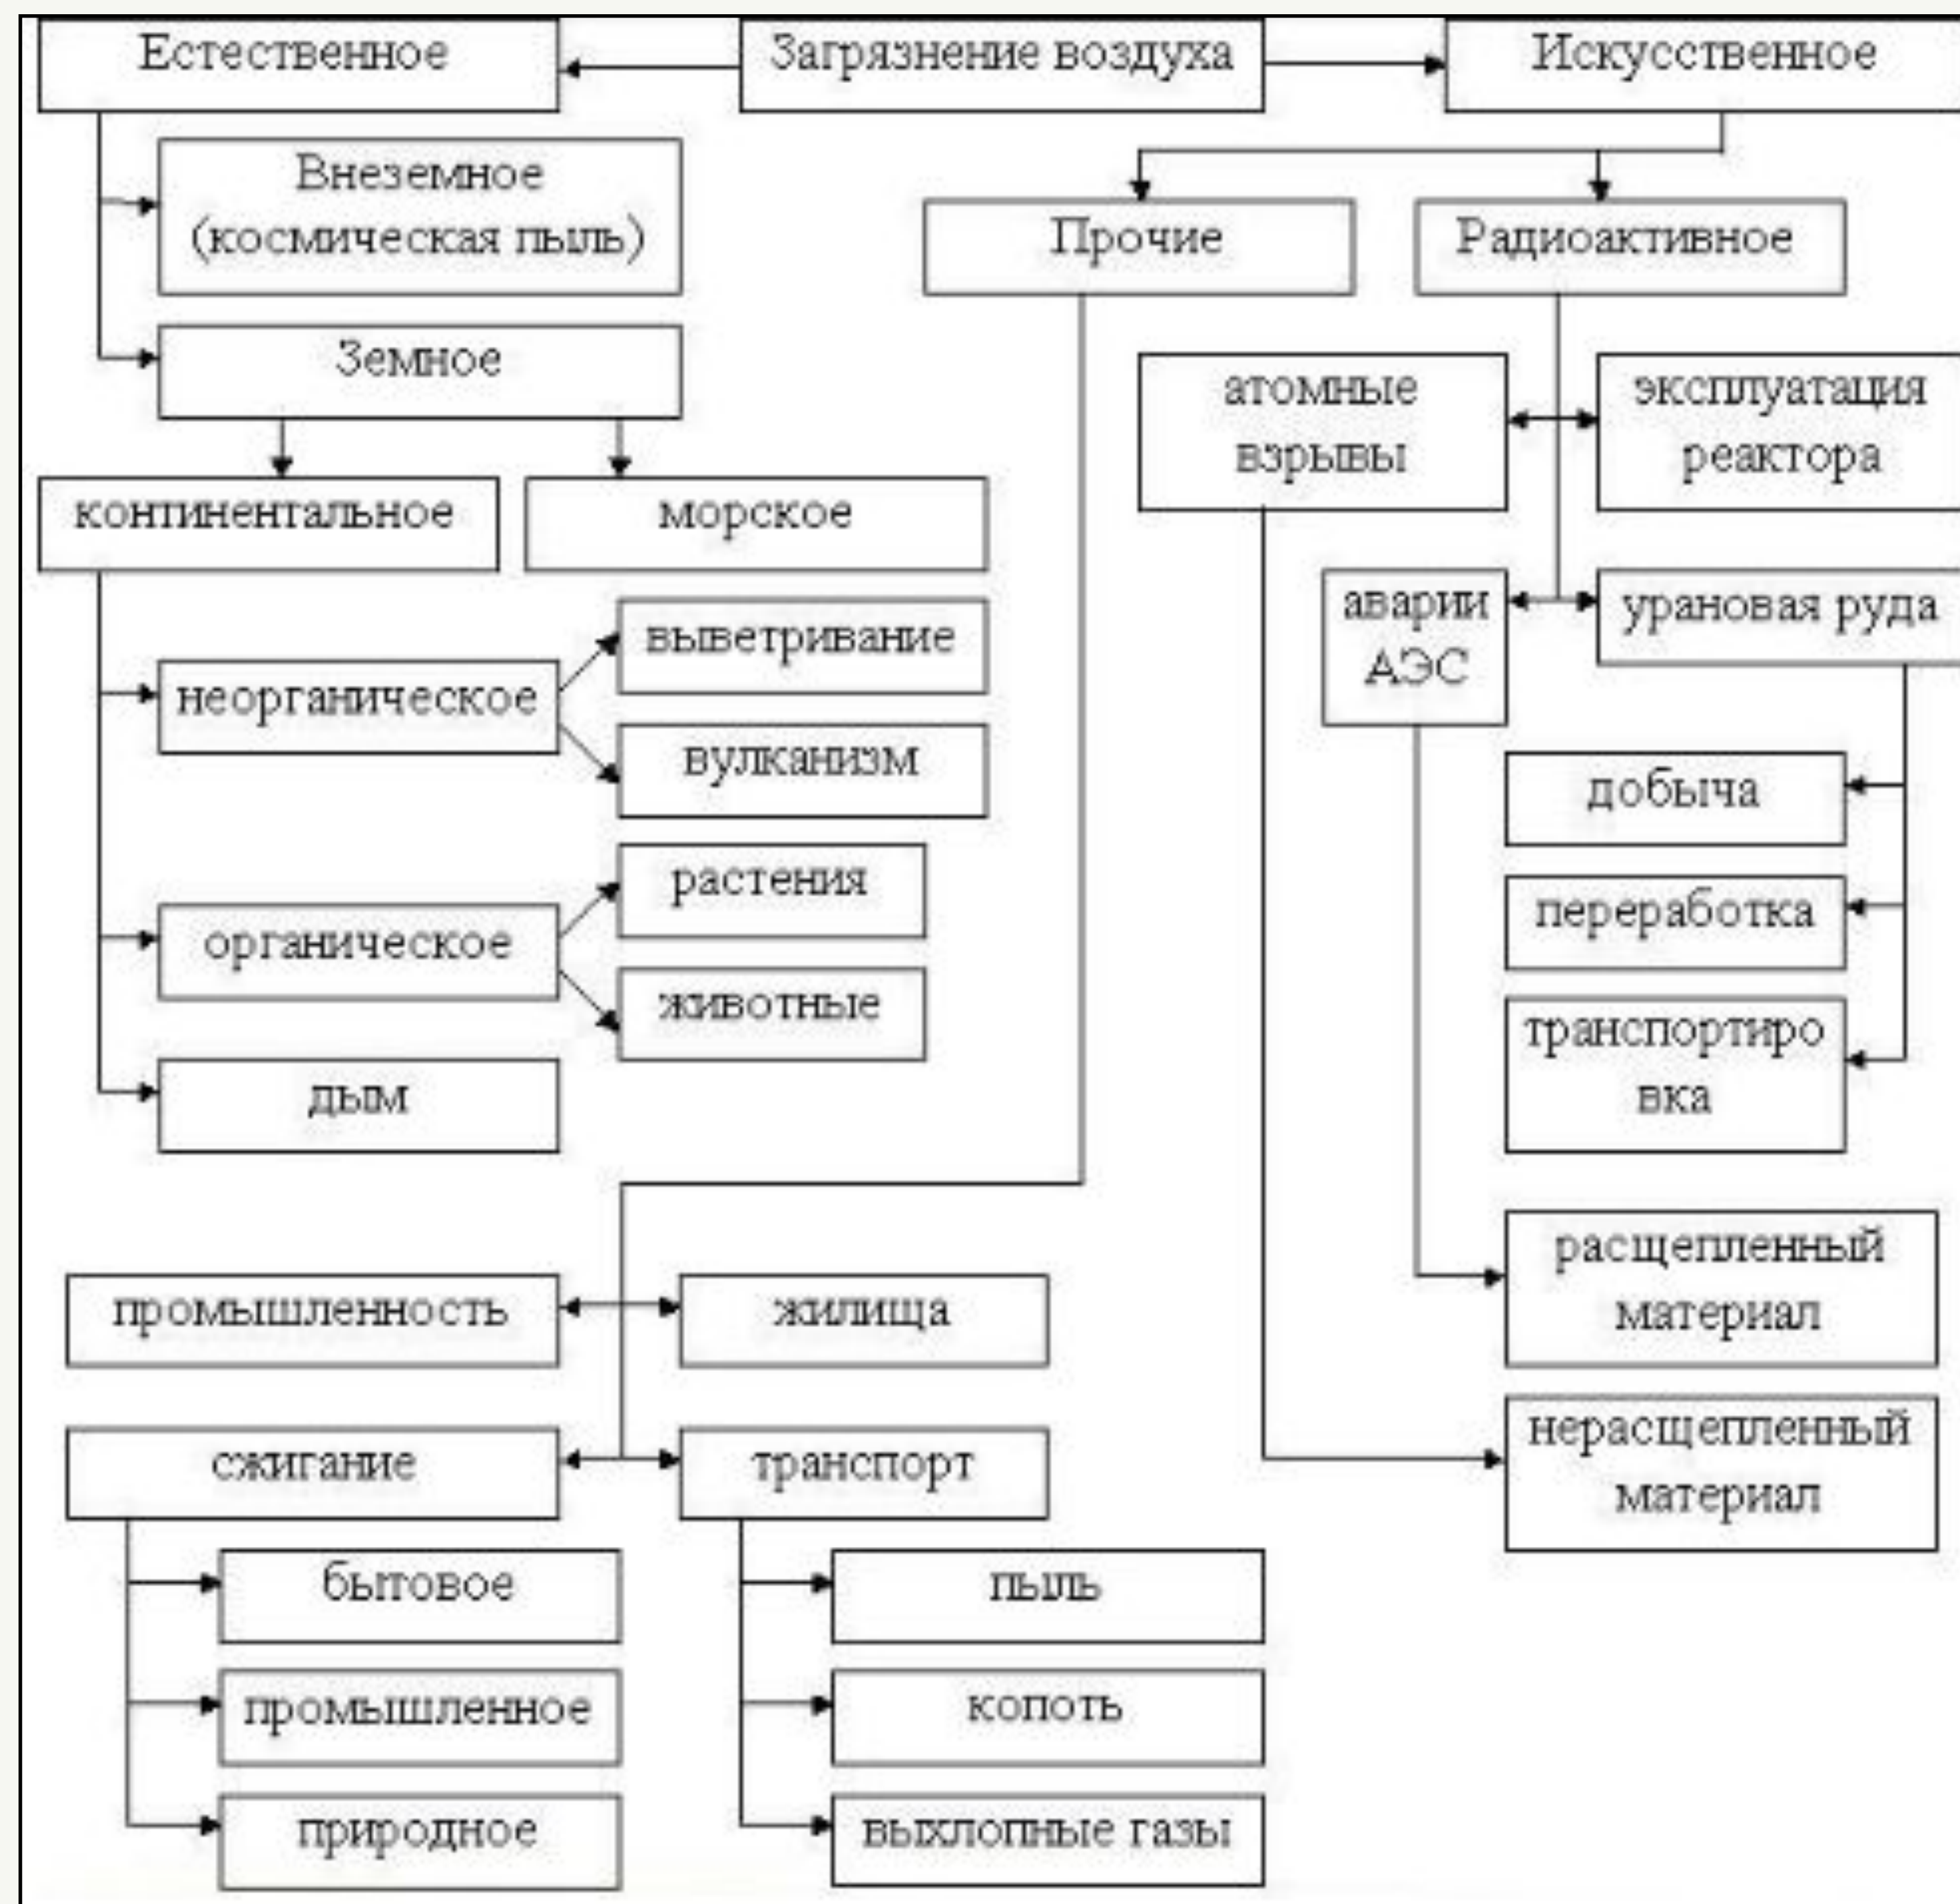 Естественное
Загрязнение воздуха
Искусственное
Внеземное
(космическая пыль)
Прочие
Радиоактивное
Земное
атомные
взрывы
эксплуатация
реактора
континентальное
морское
аварии
АЭС
урановая руда
выветривание
неорганическое
вулканизм
добыча
растения
переработка
органическое
животные
транспортиро
вка
дым
расщепленный
материал
промышленность
жилища
нерасщепленный
материал
сжигание
транспорт
бытовое
пыль
промышленное
копоть
природное
выхлопные газы